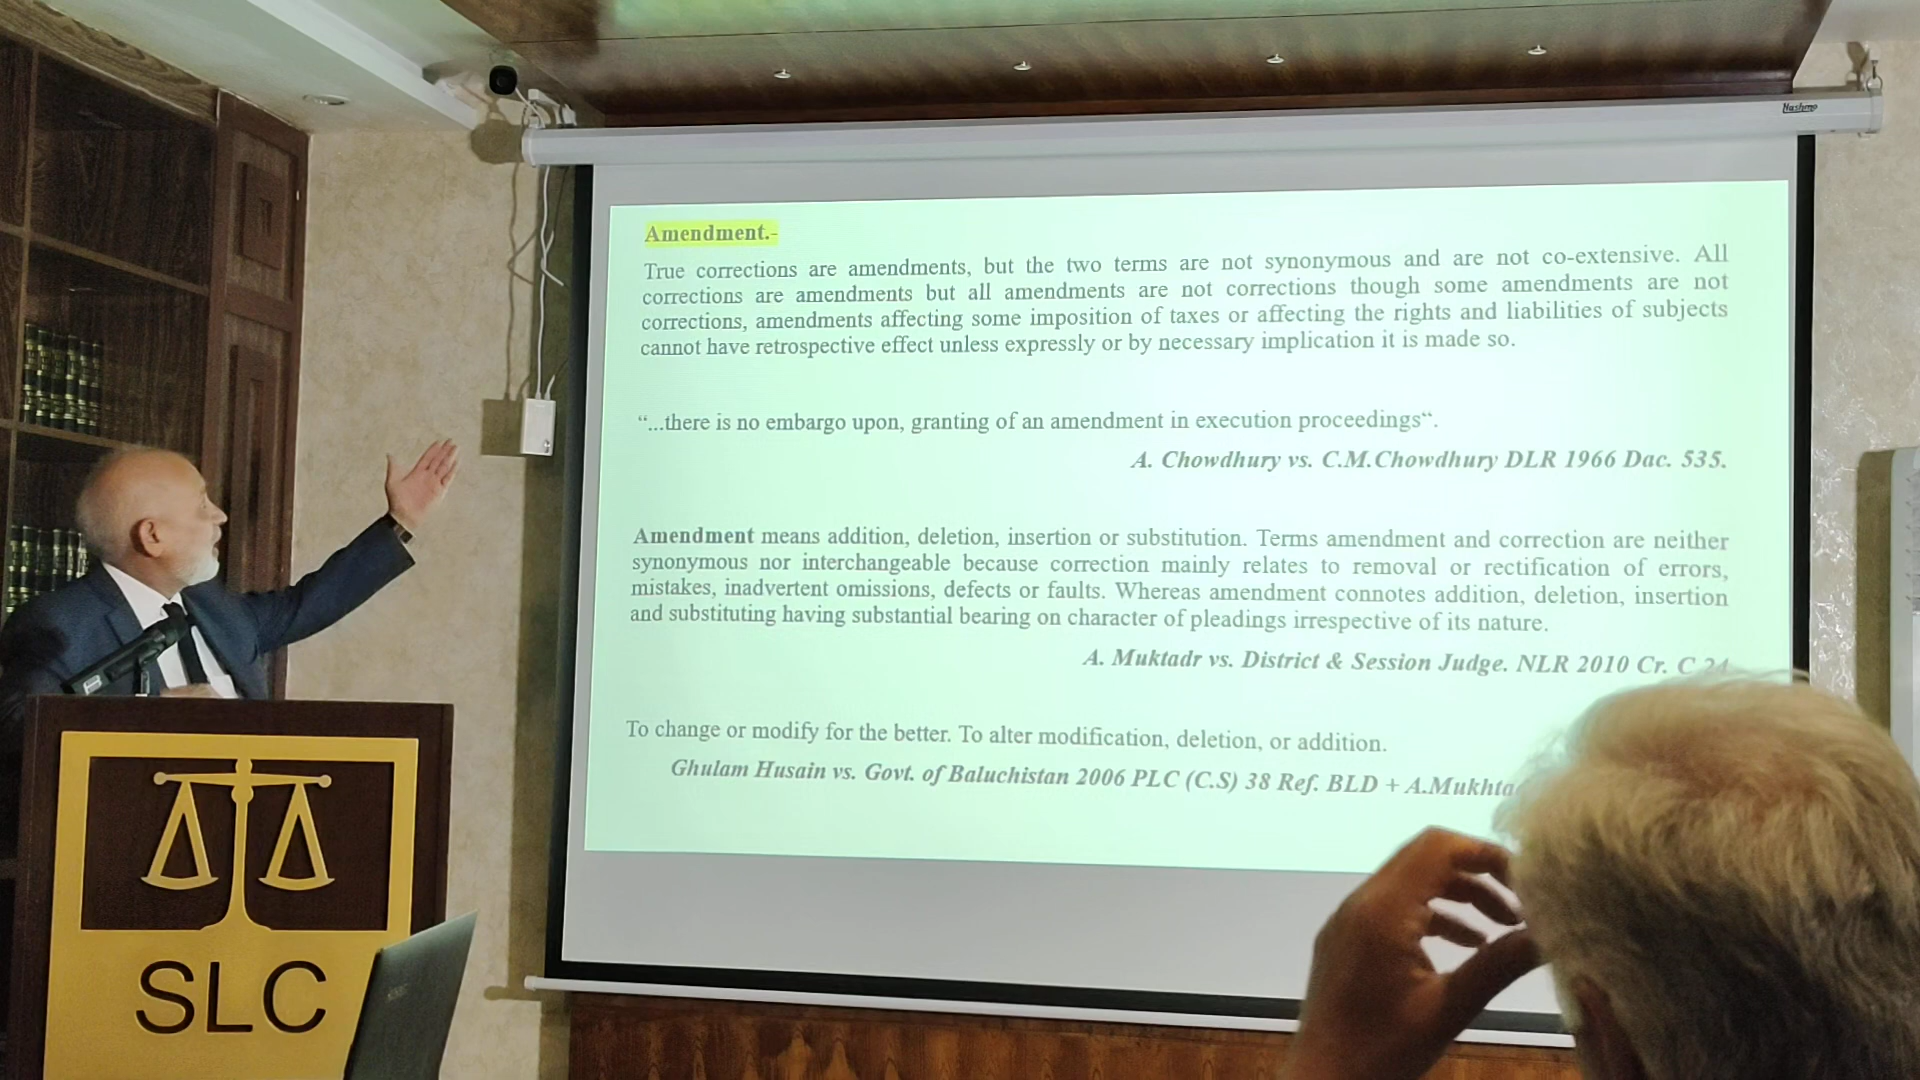 Nashmo
Amendment.-
True corrections are amendments, but the two terms are not synonymous and are not co-extensive. All
corrections are amendments but all amendments are not corrections though some amendments are not
corrections, amendments affecting some imposition of taxes or affecting the rights and liabilities of subjects
cannot have retrospective effect unless expressly or by necessary implication it is made so.
“...there is no embargo upon, granting of an amendment in execution proceedings“.
A. Chowdhury vs. C.M.Chowdhury DLR 1966 Dac. 535.
Amendment means addition, deletion, insertion or substitution. Terms amendment and correction are neither
synonymous nor interchangeable because correction mainly relates to removal or rectification of errors,
mistakes, inadvertent omissions, defects or faults. Whereas amendment connotes addition, deletion, insertion
and substituting having substantial bearing on character of pleadings irrespective of its nature.
A. Muktadr vs. District & Session Judge. NLR 2010 Cr. C 24
To change or modify for the better. To alter modification, deletion, or addition.
Ghulam Husain vs. Govt. of Baluchistan 2006 PLC (C.S) 38 Ref. BLD + A.Mukhta
SLC